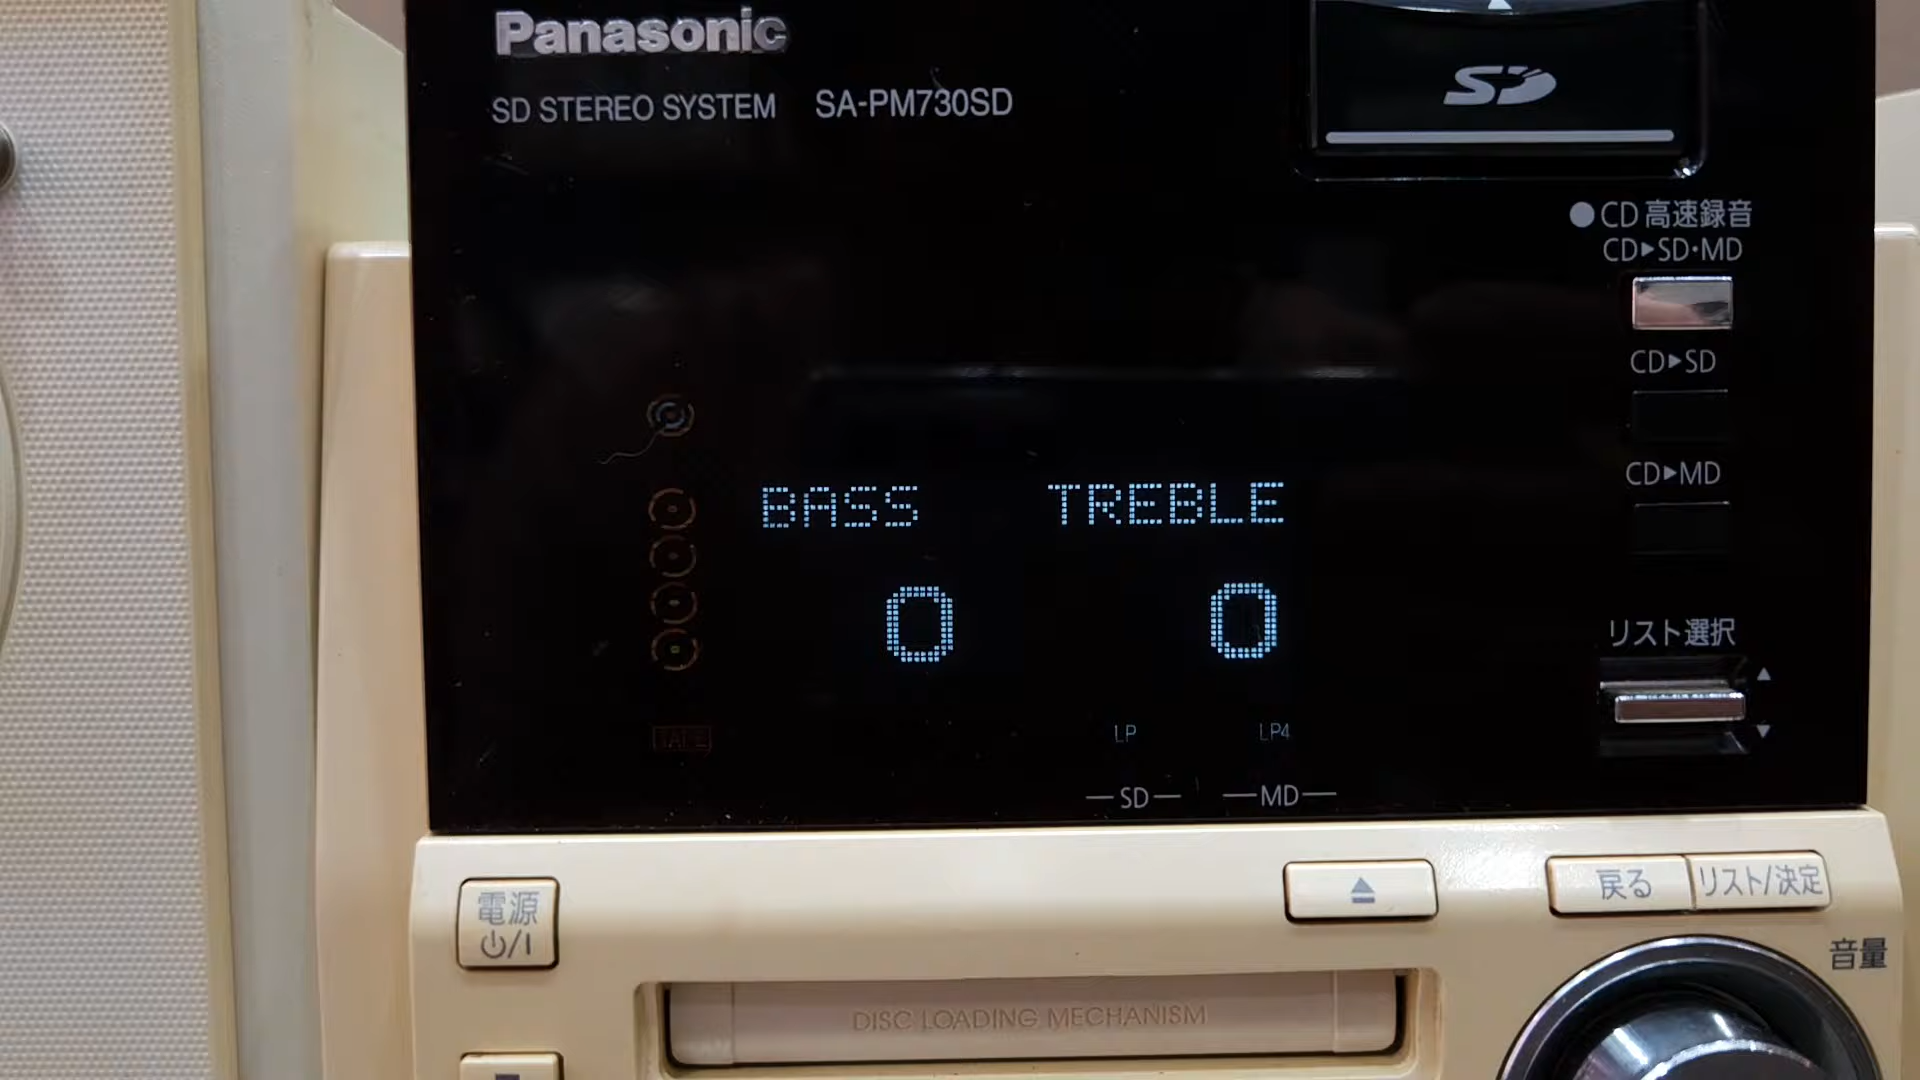 Panasonic
SD STEREO SYSTEM SA-PM730SD
SD
●CD 高速録音
CD▶SD・MD
CD▶SD
CD▶MD
BASS TREBLE
0 0
リスト選択
▲
▼
TAPE
LP LP4
SD MD
電源
⏻/I
⏏
戻る
リスト/決定
音量
DISC LOADING MECHANISM